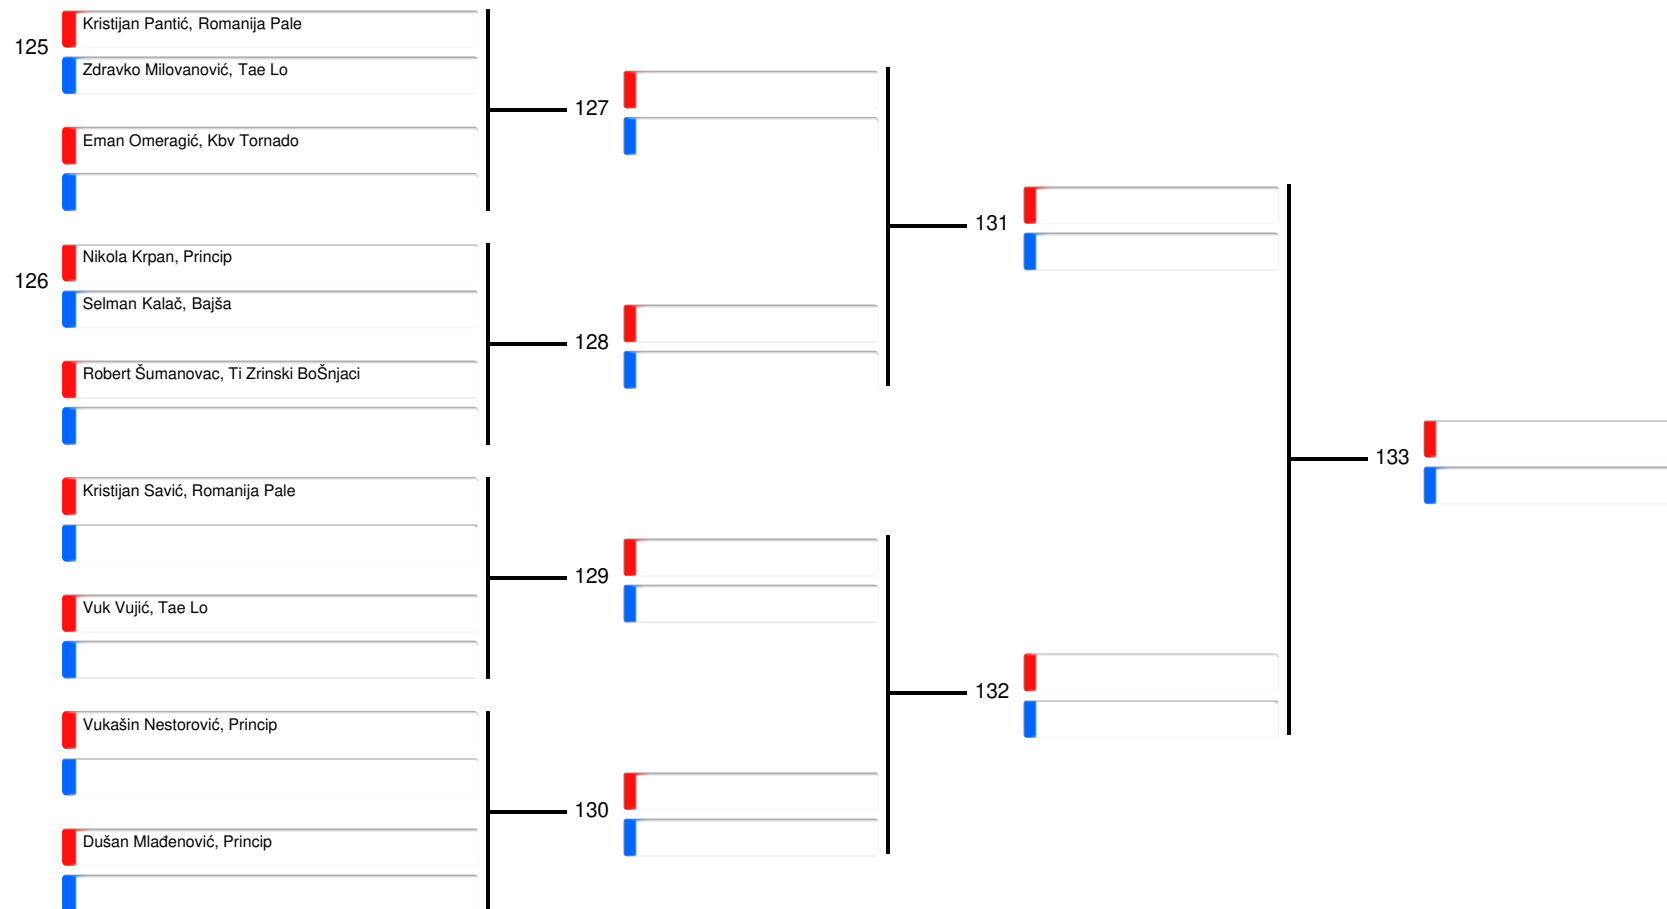 Kristijan Pantić, Romanija Pale
125
Zdravko Milovanović, Tae Lo
127
Eman Omeragić, Kbv Tornado
131
Nikola Krpan, Princip
126
Selman Kalač, Bajša
128
Robert Šumanovac, Ti Zrinski BoŠnjaci
133
Kristijan Savić, Romanija Pale
129
Vuk Vujić, Tae Lo
132
Vukašin Nestorović, Princip
130
Dušan Mlađenović, Princip